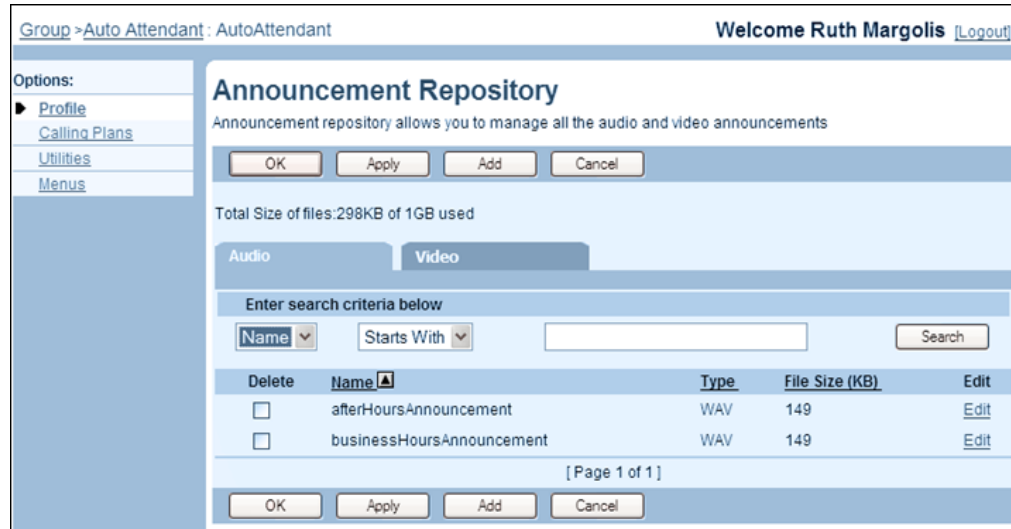 Group >Auto Attendant : AutoAttendant Welcome Ruth Margolis [Logout]
Options:
Profile
Calling Plans
Utilities
Menus
Announcement Repository
Announcement repository allows you to manage all the audio and video announcements
OK Apply Add Cancel
Total Size of files:298KB of 1GB used
Audio Video
Enter search criteria below
Name Starts With Search
Delete Name Type File Size (KB) Edit
afterHoursAnnouncement WAV 149 Edit
businessHoursAnnouncement WAV 149 Edit
[ Page 1 of 1 ]
OK Apply Add Cancel